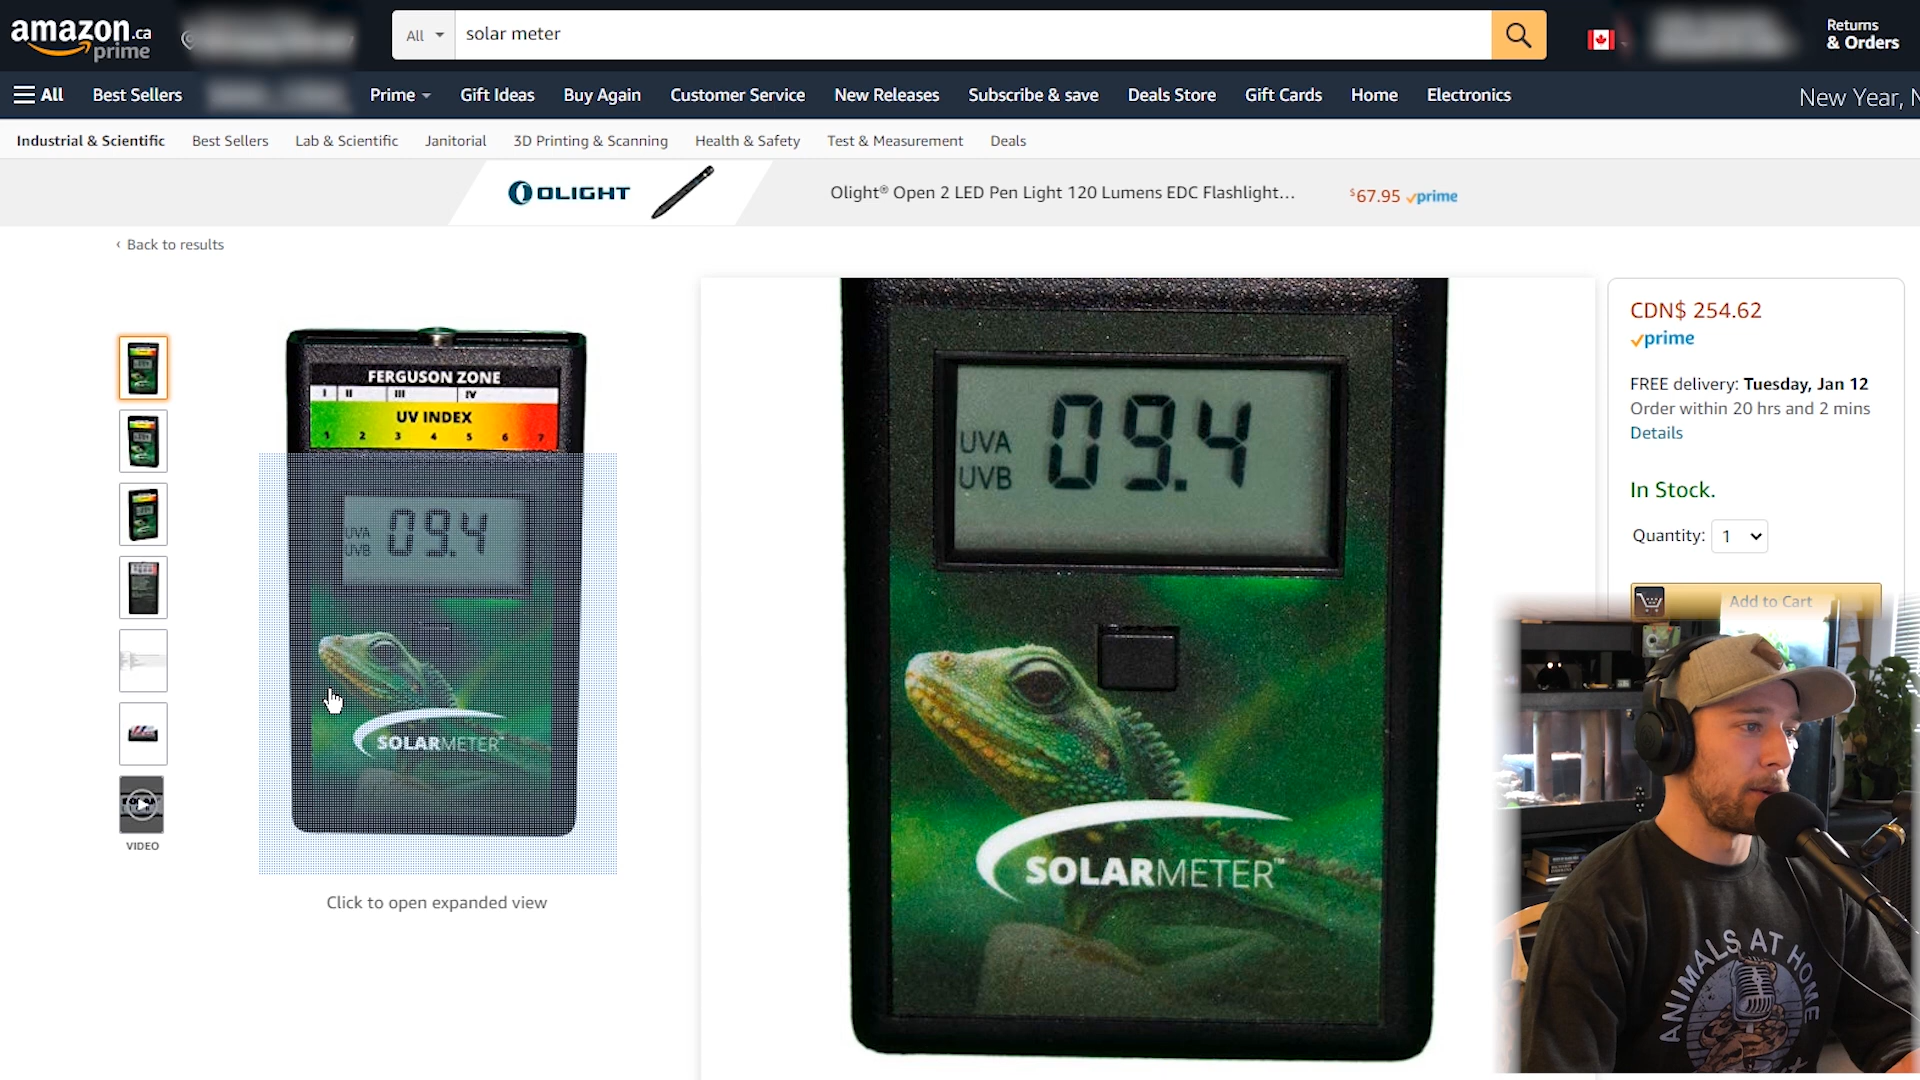 amazon.ca
prime
All
solar meter
Returns
& Orders
All
Best Sellers
Prime
Gift Ideas
Buy Again
Customer Service
New Releases
Subscribe & save
Deals Store
Gift Cards
Home
Electronics
New Year, N
Industrial & Scientific
Best Sellers
Lab & Scientific
Janitorial
3D Printing & Scanning
Health & Safety
Test & Measurement
Deals
OLIGHT
Olight® Open 2 LED Pen Light 120 Lumens EDC Flashlight...
$67.95 prime
‹ Back to results
FERGUSON ZONE
I II III IV
UV INDEX
1 2 3 4 5 6 7
UVA
UVB
09.4
SOLARMETER™
VIDEO
Click to open expanded view
UVA
UVB
09.4
SOLARMETER™
CDN$ 254.62
prime
FREE delivery: Tuesday, Jan 12
Order within 20 hrs and 2 mins
Details
In Stock.
Quantity: 1
Add to Cart
ANIMALS AT HOME